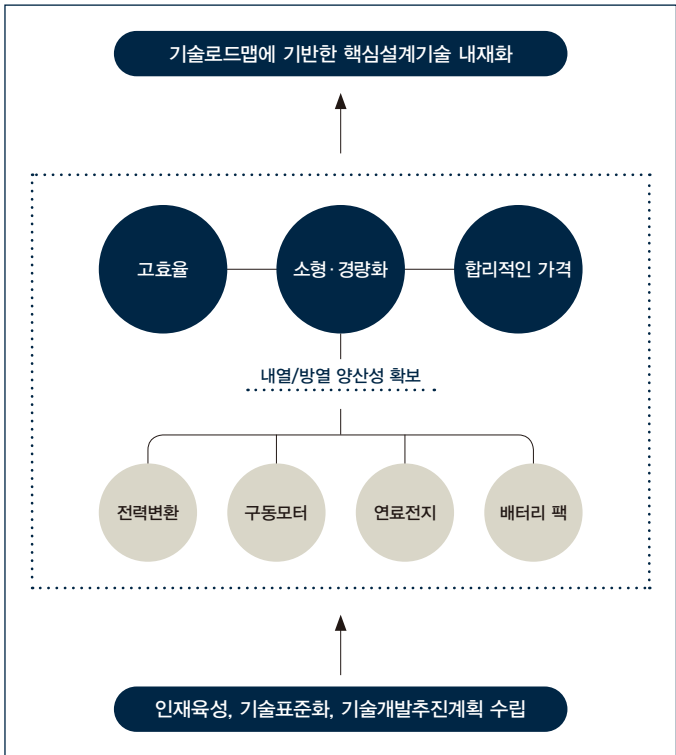 기술로드맵에 기반한 핵심설계기술 내재화
고효율
소형·경량화
합리적인 가격
내열/방열 양산성 확보
전력변환
구동모터
연료전지
배터리 팩
인재육성, 기술표준화, 기술개발추진계획 수립